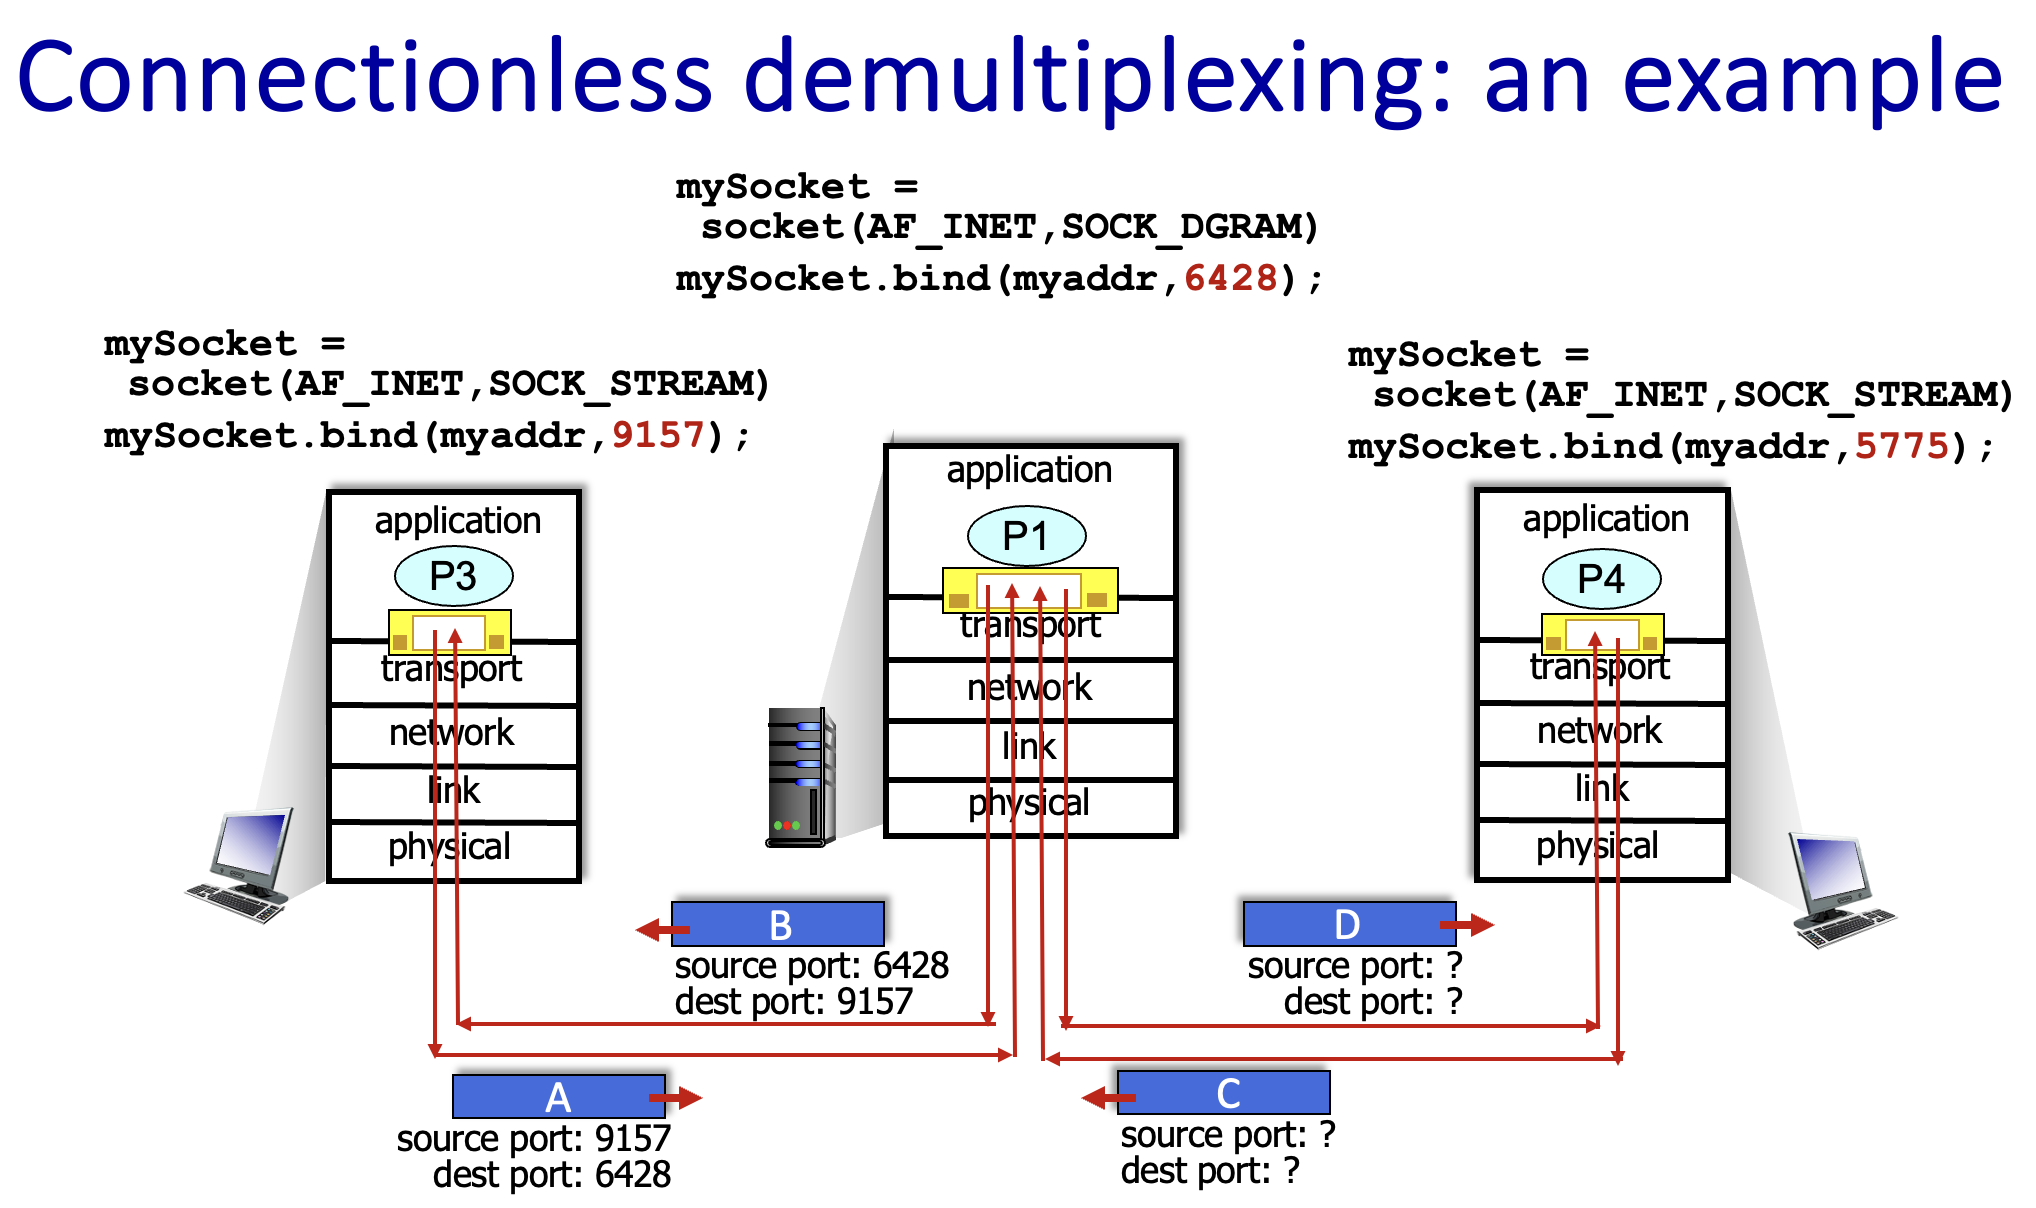 Connectionless demultiplexing: an example
mySocket =
socket(AF_INET,SOCK_DGRAM)
mySocket.bind(myaddr,6428);
mySocket =
socket(AF_INET,SOCK_STREAM)
mySocket.bind(myaddr,9157);
mySocket =
socket(AF_INET,SOCK_STREAM)
mySocket.bind(myaddr,5775);
application
P3
transport
network
link
physical
application
P1
transport
network
link
physical
application
P4
transport
network
link
physical
B
source port: 6428
dest port: 9157
D
source port: ?
dest port: ?
A
source port: 9157
dest port: 6428
C
source port: ?
dest port: ?